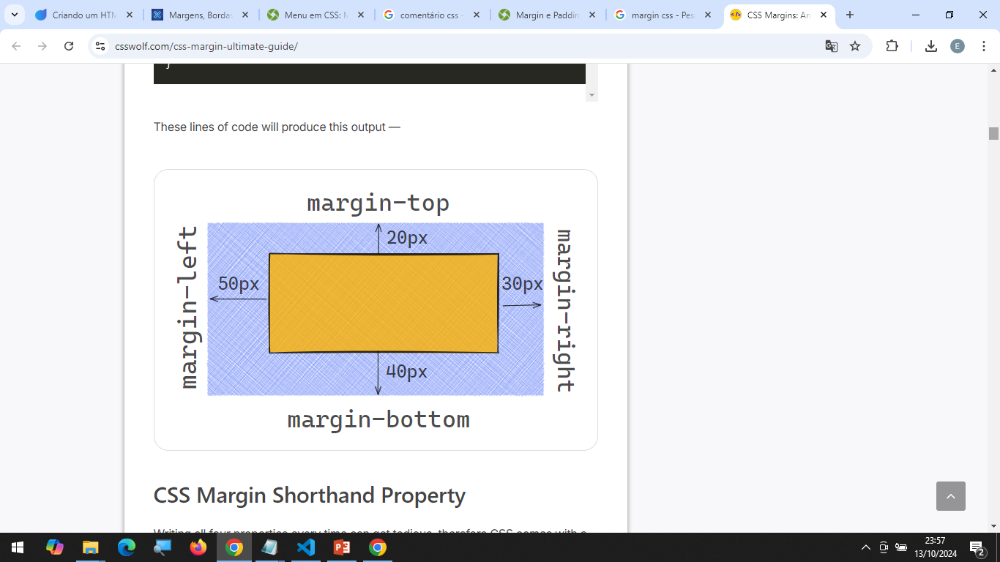 Criando um HTM
Margens, Bordas
Menu em CSS: M
comentário css -
Margin e Paddin
margin css - Pes
CSS Margins: An
csswolf.com/css-margin-ultimate-guide/
E
}
These lines of code will produce this output —
margin-top
20px
margin-left
50px
30px
margin-right
40px
margin-bottom
CSS Margin Shorthand Property
Writing all four properties every time can get tedious, therefore CSS comes with a
23:57
13/10/2024
2